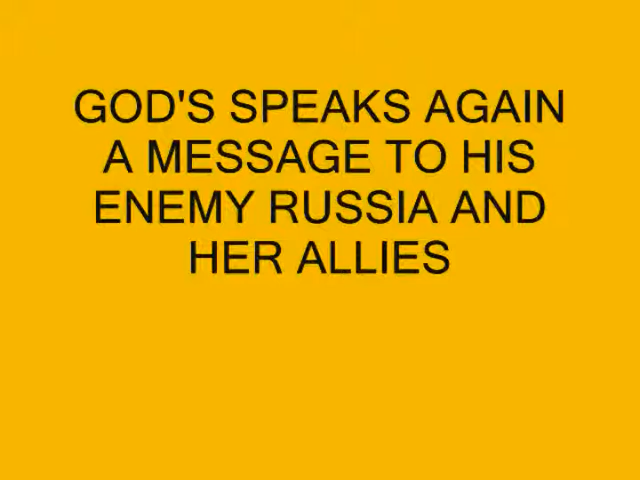 GOD'S SPEAKS AGAIN
A MESSAGE TO HIS
ENEMY RUSSIA AND
HER ALLIES